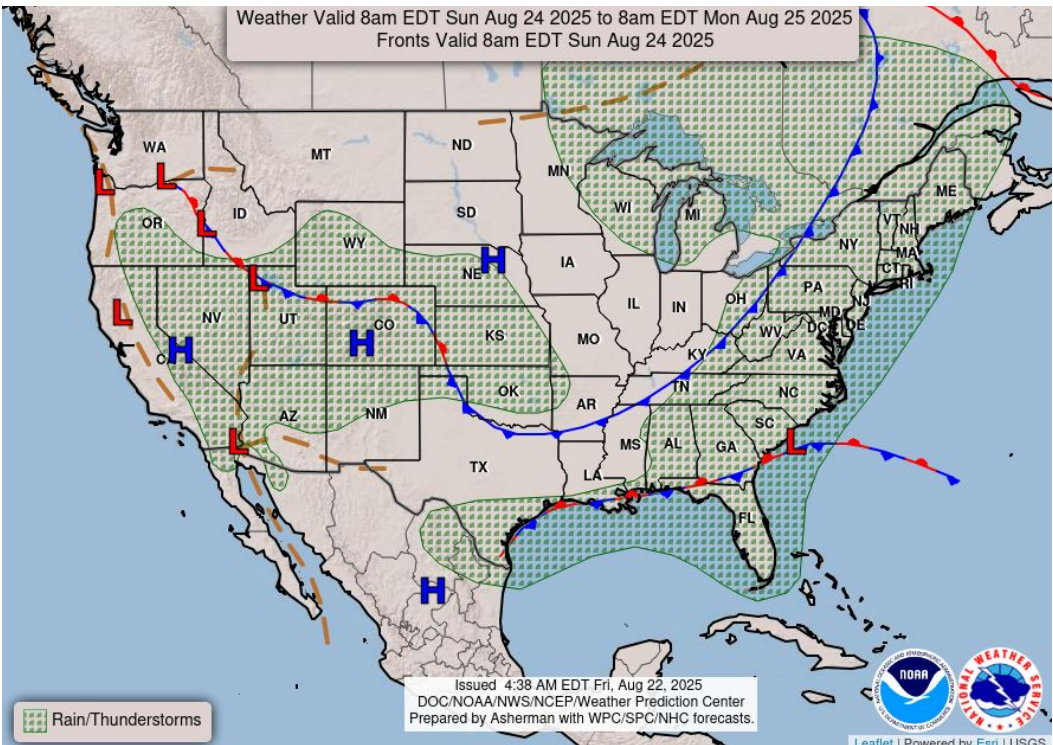 Weather Valid 8am EDT Sun Aug 24 2025 to 8am EDT Mon Aug 25 2025
Fronts Valid 8am EDT Sun Aug 24 2025
WA
MT
ND
MN
ME
L
L
OR
L
ID
SD
WI
MI
VT
NH
WY
NY
MA
CT
RI
H
NE
IA
L
PA
NJ
OH
MD
DE
DC
L
NV
UT
CO
IL
IN
WV
H
H
KS
MO
KY
VA
C
OK
TN
NC
AZ
NM
AR
SC
L
MS
AL
GA
L
TX
LA
FL
H
Issued 4:38 AM EDT Fri, Aug 22, 2025
DOC/NOAA/NWS/NCEP/Weather Prediction Center
Prepared by Asherman with WPC/SPC/NHC forecasts.
Rain/Thunderstorms
NOAA
NATIONAL WEATHER SERVICE
Leaflet | Powered by Esri | USGS